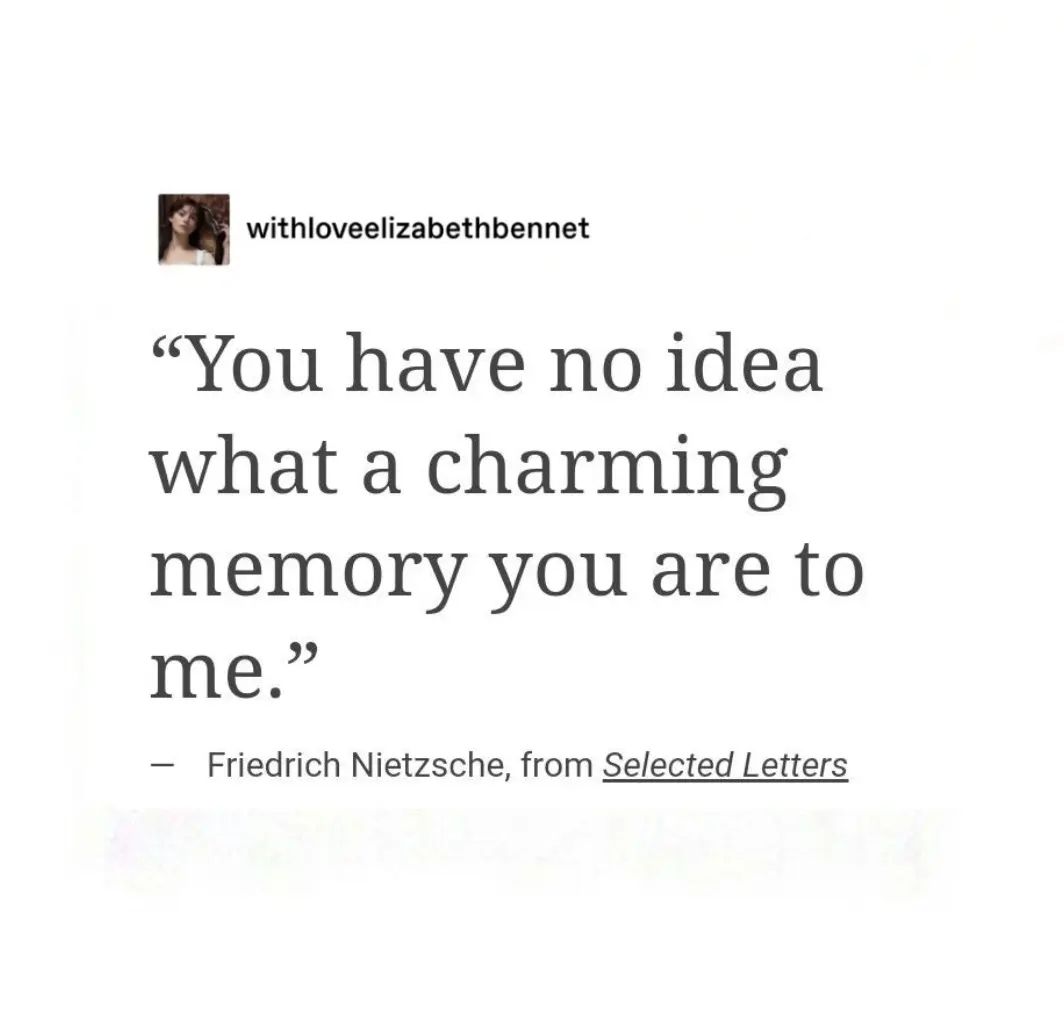 withloveelizabethbennet
“You have no idea
what a charming
memory you are to
me.”
— Friedrich Nietzsche, from Selected Letters